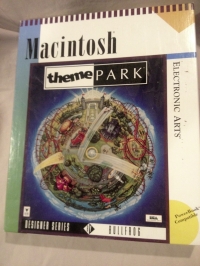 Macintosh
theme PARK
ELECTRONIC ARTS
PowerBook
Compatible
DESIGNER SERIES
BULLFROG